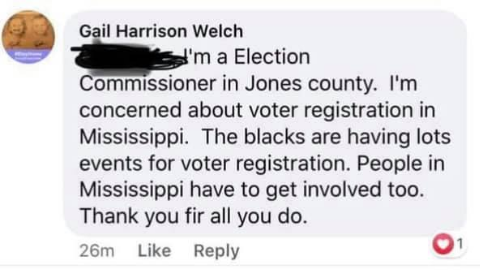 Gail Harrison Welch
I'm a Election
Commissioner in Jones county. I'm
concerned about voter registration in
Mississippi. The blacks are having lots
events for voter registration. People in
Mississippi have to get involved too.
Thank you fir all you do.
26m Like Reply 1